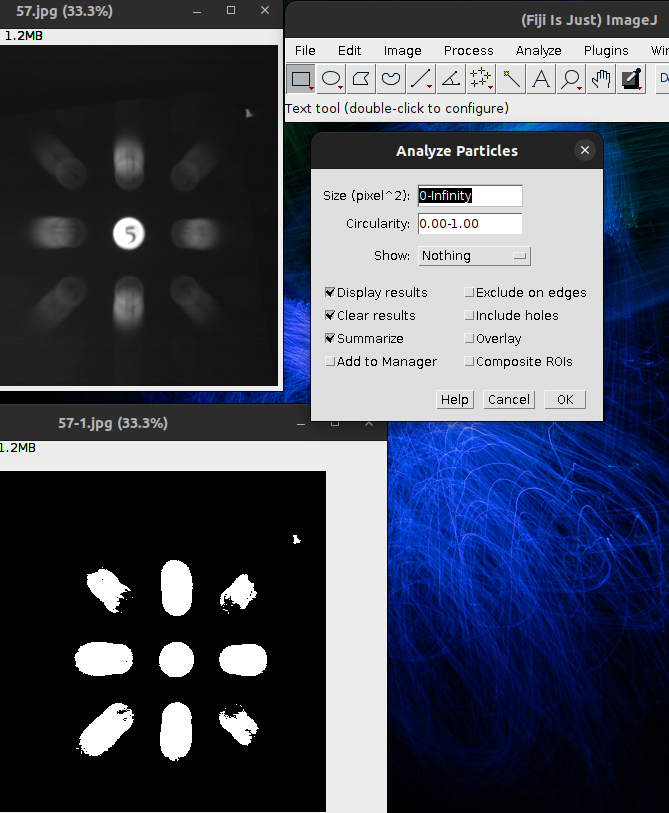 57.jpg (33.3%)
1.2MB
5
(Fiji Is Just) ImageJ
File Edit Image Process Analyze Plugins
Text tool (double-click to configure)
Analyze Particles
Size (pixel^2): 0-Infinity
Circularity: 0.00-1.00
Show: Nothing
Display results Exclude on edges
Clear results Include holes
Summarize Overlay
Add to Manager Composite ROIs
Help Cancel OK
57-1.jpg (33.3%)
1.2MB